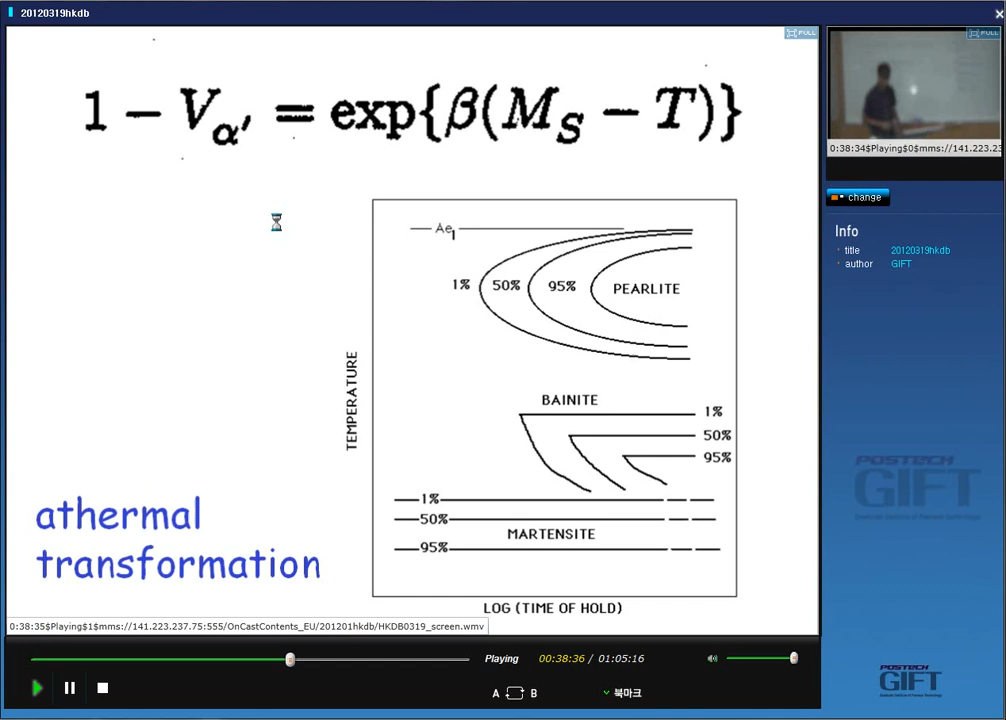 20120319hkdb
FULL
FULL
1 − V_α′ = exp{β(M_S − T)}
0:38:34$Playing$0$mms://141.223.23
change
Info
title 20120319hkdb
author GIFT
Ae₁
1% 50% 95% PEARLITE
TEMPERATURE
BAINITE
1%
50%
95%
1%
50%
MARTENSITE
95%
LOG (TIME OF HOLD)
athermal
transformation
POSTECH
GIFT
0:38:35$Playing$1$mms://141.223.237.75:555/OnCastContents_EU/201201hkdb/HKDB0319_screen.wmv
Playing 00:38:36 / 01:05:16
A B 북마크
POSTECH
GIFT